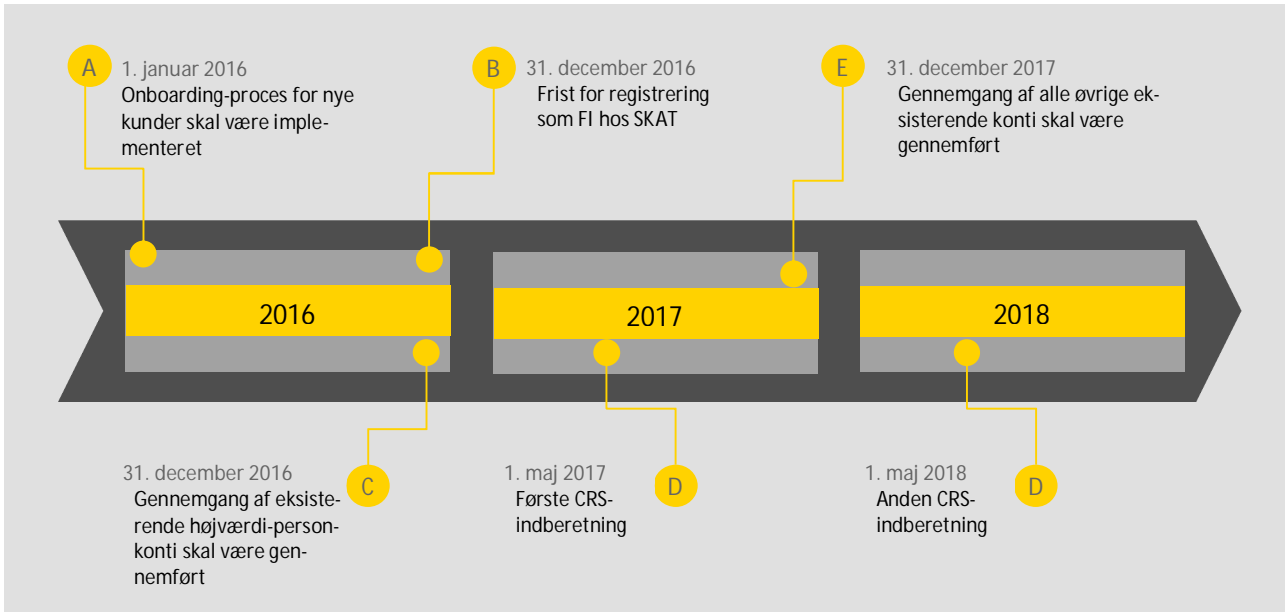 A
1. januar 2016
Onboarding-proces for nye
kunder skal være imple-
menteret
B
31. december 2016
Frist for registrering
som FI hos SKAT
E
31. december 2017
Gennemgang af alle øvrige ek-
sisterende konti skal være
gennemført
2016
2017
2018
31. december 2016
Gennemgang af eksiste-
rende højværdi-person-
konti skal være gen-
nemført
C
1. maj 2017
Første CRS-
indberetning
D
1. maj 2018
Anden CRS-
indberetning
D